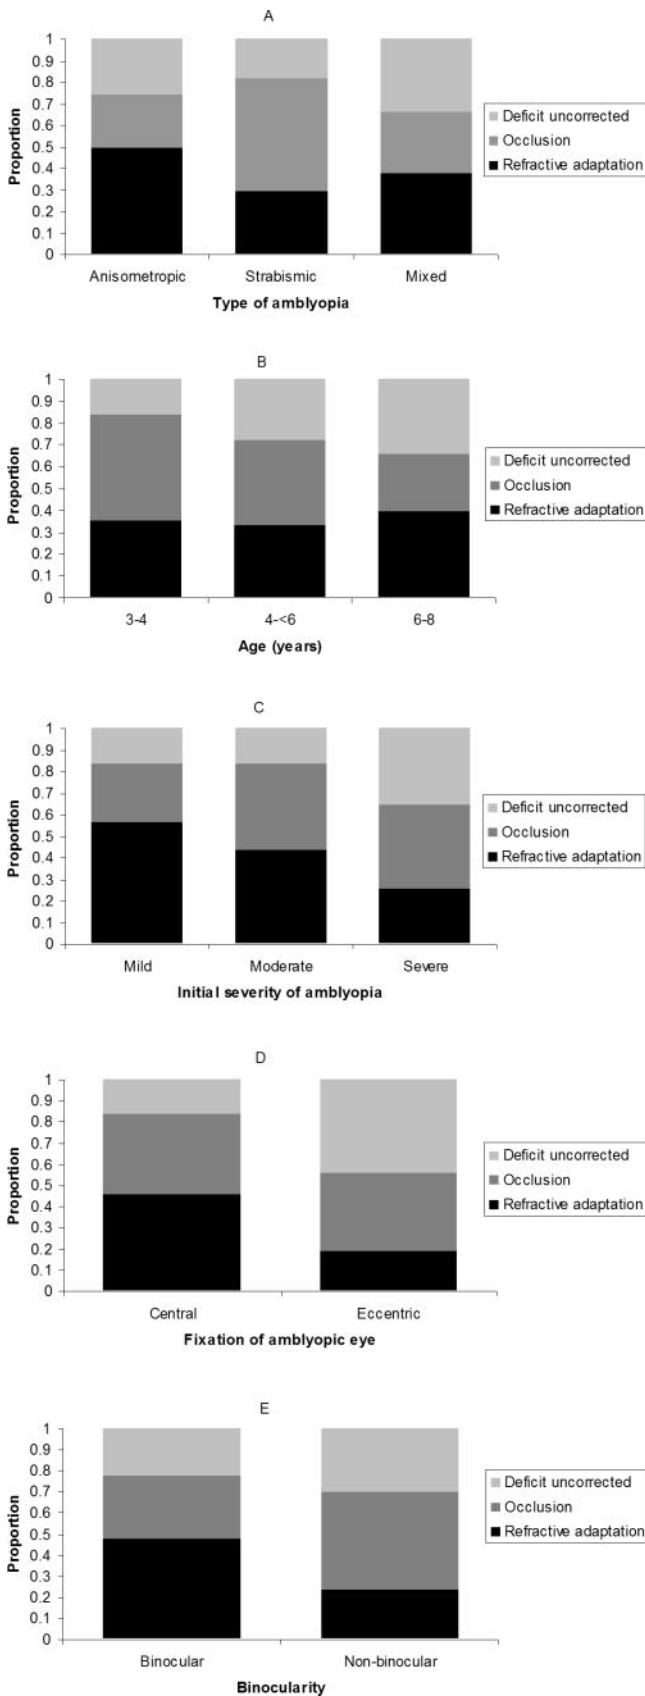 A
1
0.9
0.8
0.7
0.6
0.5
0.4
0.3
0.2
0.1
0
Proportion
Deficit uncorrected
Occlusion
Refractive adaptation
Anisometropic Strabismic Mixed
Type of amblyopia
B
1
0.9
0.8
0.7
0.6
0.5
0.4
0.3
0.2
0.1
0
Proportion
Deficit uncorrected
Occlusion
Refractive adaptation
3-4 4-<6 6-8
Age (years)
C
1
0.9
0.8
0.7
0.6
0.5
0.4
0.3
0.2
0.1
0
Proportion
Deficit uncorrected
Occlusion
Refractive adaptation
Mild Moderate Severe
Initial severity of amblyopia
D
1
0.9
0.8
0.7
0.6
0.5
0.4
0.3
0.2
0.1
0
Proportion
Deficit uncorrected
Occlusion
Refractive adaptation
Central Eccentric
Fixation of amblyopic eye
E
1
0.9
0.8
0.7
0.6
0.5
0.4
0.3
0.2
0.1
0
Proportion
Deficit uncorrected
Occlusion
Refractive adaptation
Binocular Non-binocular
Binocularity